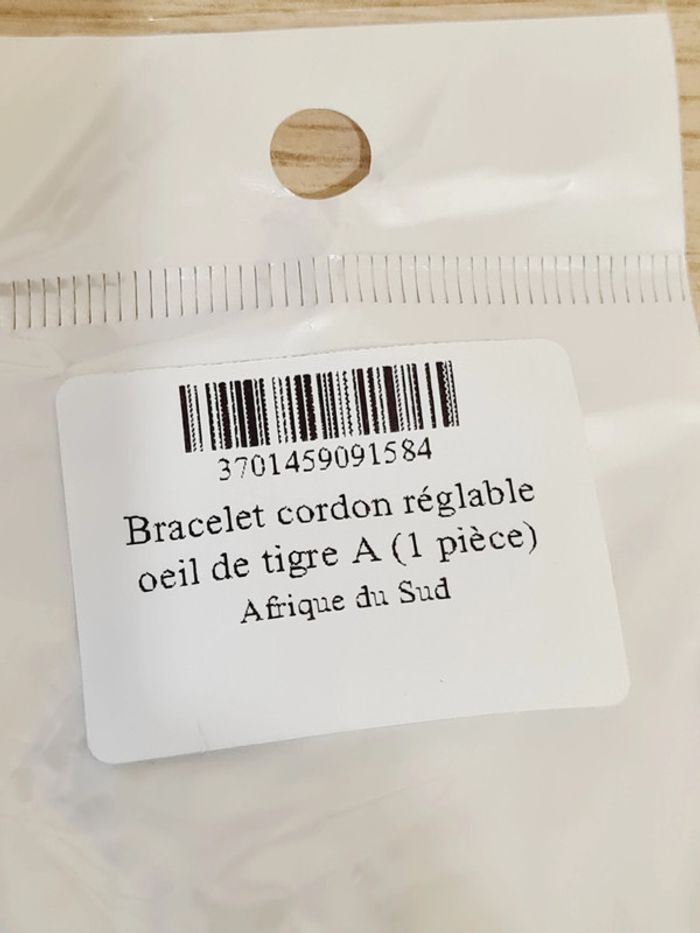 3701459091584
Bracelet cordon réglable
oeil de tigre A (1 pièce)
Afrique du Sud